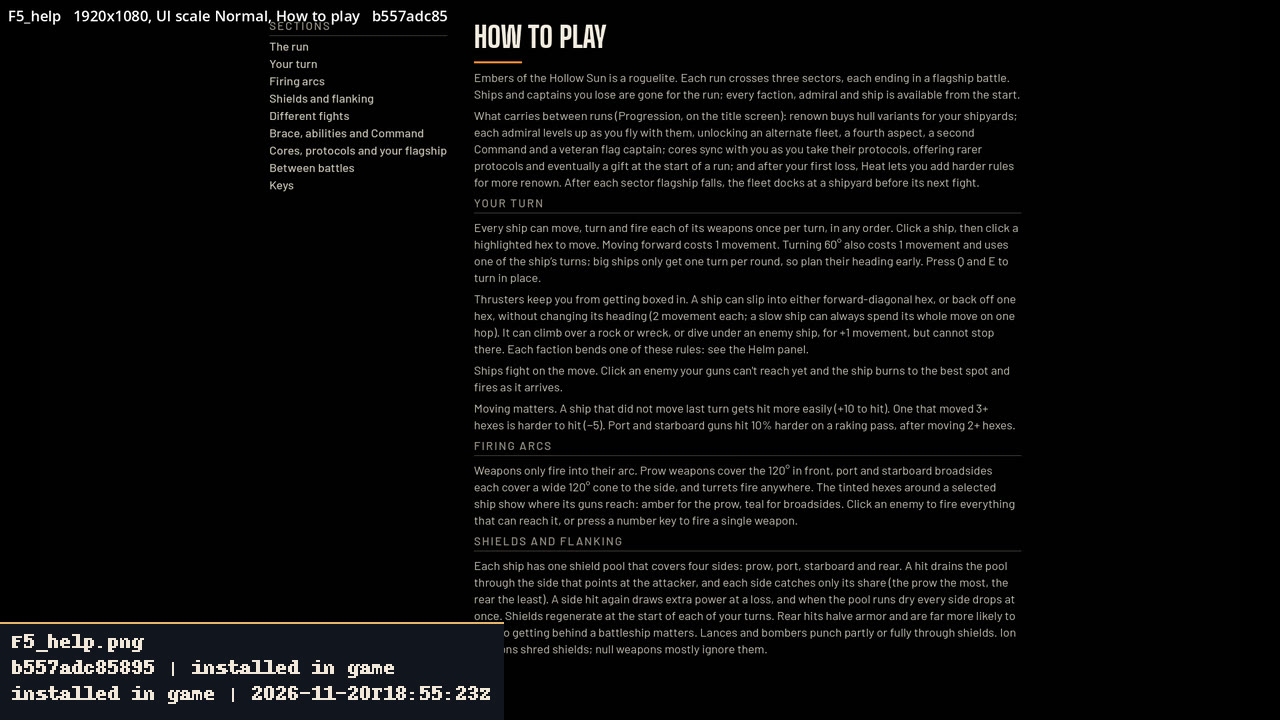 F5_help 1920x1080, UI scale Normal, How to play b557adc85
SECTIONS
The run
Your turn
Firing arcs
Shields and flanking
Different fights
Brace, abilities and Command
Cores, protocols and your flagship
Between battles
Keys
HOW TO PLAY
Embers of the Hollow Sun is a roguelite. Each run crosses three sectors, each ending in a flagship battle.
Ships and captains you lose are gone for the run; every faction, admiral and ship is available from the start.
What carries between runs (Progression, on the title screen): renown buys hull variants for your shipyards;
each admiral levels up as you fly with them, unlocking an alternate fleet, a fourth aspect, a second
Command and a veteran flag captain; cores sync with you as you take their protocols, offering rarer
protocols and eventually a gift at the start of a run; and after your first loss, Heat lets you add harder rules
for more renown. After each sector flagship falls, the fleet docks at a shipyard before its next fight.
YOUR TURN
Every ship can move, turn and fire each of its weapons once per turn, in any order. Click a ship, then click a
highlighted hex to move. Moving forward costs 1 movement. Turning 60° also costs 1 movement and uses
one of the ship's turns; big ships only get one turn per round, so plan their heading early. Press Q and E to
turn in place.
Thrusters keep you from getting boxed in. A ship can slip into either forward-diagonal hex, or back off one
hex, without changing its heading (2 movement each; a slow ship can always spend its whole move on one
hop). It can climb over a rock or wreck, or dive under an enemy ship, for +1 movement, but cannot stop
there. Each faction bends one of these rules: see the Helm panel.
Ships fight on the move. Click an enemy your guns can't reach yet and the ship burns to the best spot and
fires as it arrives.
Moving matters. A ship that did not move last turn gets hit more easily (+10 to hit). One that moved 3+
hexes is harder to hit (−5). Port and starboard guns hit 10% harder on a raking pass, after moving 2+ hexes.
FIRING ARCS
Weapons only fire into their arc. Prow weapons cover the 120° in front, port and starboard broadsides
each cover a wide 120° cone to the side, and turrets fire anywhere. The tinted hexes around a selected
ship show where its guns reach: amber for the prow, teal for broadsides. Click an enemy to fire everything
that can reach it, or press a number key to fire a single weapon.
SHIELDS AND FLANKING
Each ship has one shield pool that covers four sides: prow, port, starboard and rear. A hit drains the pool
through the side that points at the attacker, and each side catches only its share (the prow the most, the
rear the least). A side hit again draws extra power at a loss, and when the pool runs dry every side drops at
once. Shields regenerate at the start of each of your turns. Rear hits halve armor and are far more likely to
o getting behind a battleship matters. Lances and bombers punch partly or fully through shields. Ion
ns shred shields; null weapons mostly ignore them.
F5_help.png
b557adc85895 | installed in game
installed in game | 2026-11-20T18:55:23Z